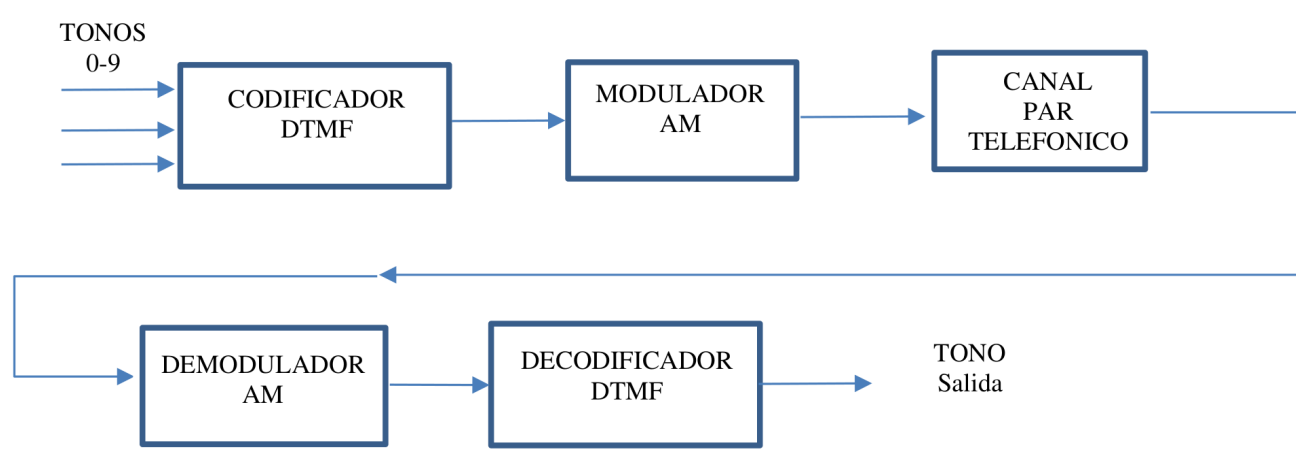 TONOS
0-9
CODIFICADOR
DTMF
MODULADOR
AM
CANAL
PAR
TELEFONICO
DEMODULADOR
AM
DECODIFICADOR
DTMF
TONO
Salida